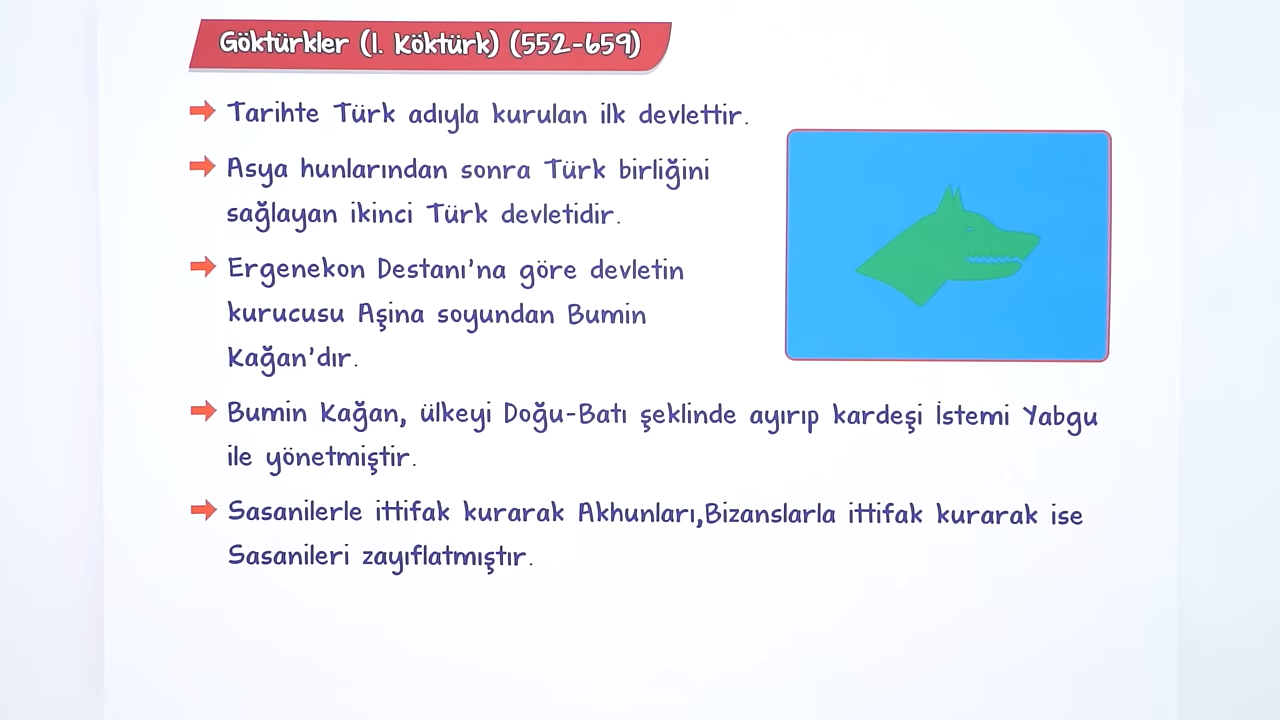 Göktürkler (I. Köktürk) (552-659)
Tarihte Türk adıyla kurulan ilk devlettir.
Asya hunlarından sonra Türk birliğini
sağlayan ikinci Türk devletidir.
Ergenekon Destanı'na göre devletin
kurucusu Aşina soyundan Bumin
Kağan'dır.
Bumin Kağan, ülkeyi Doğu-Batı şeklinde ayırıp kardeşi İstemi Yabgu
ile yönetmiştir.
Sasanilerle ittifak kurarak Akhunları,Bizanslarla ittifak kurarak ise
Sasanileri zayıflatmıştır.